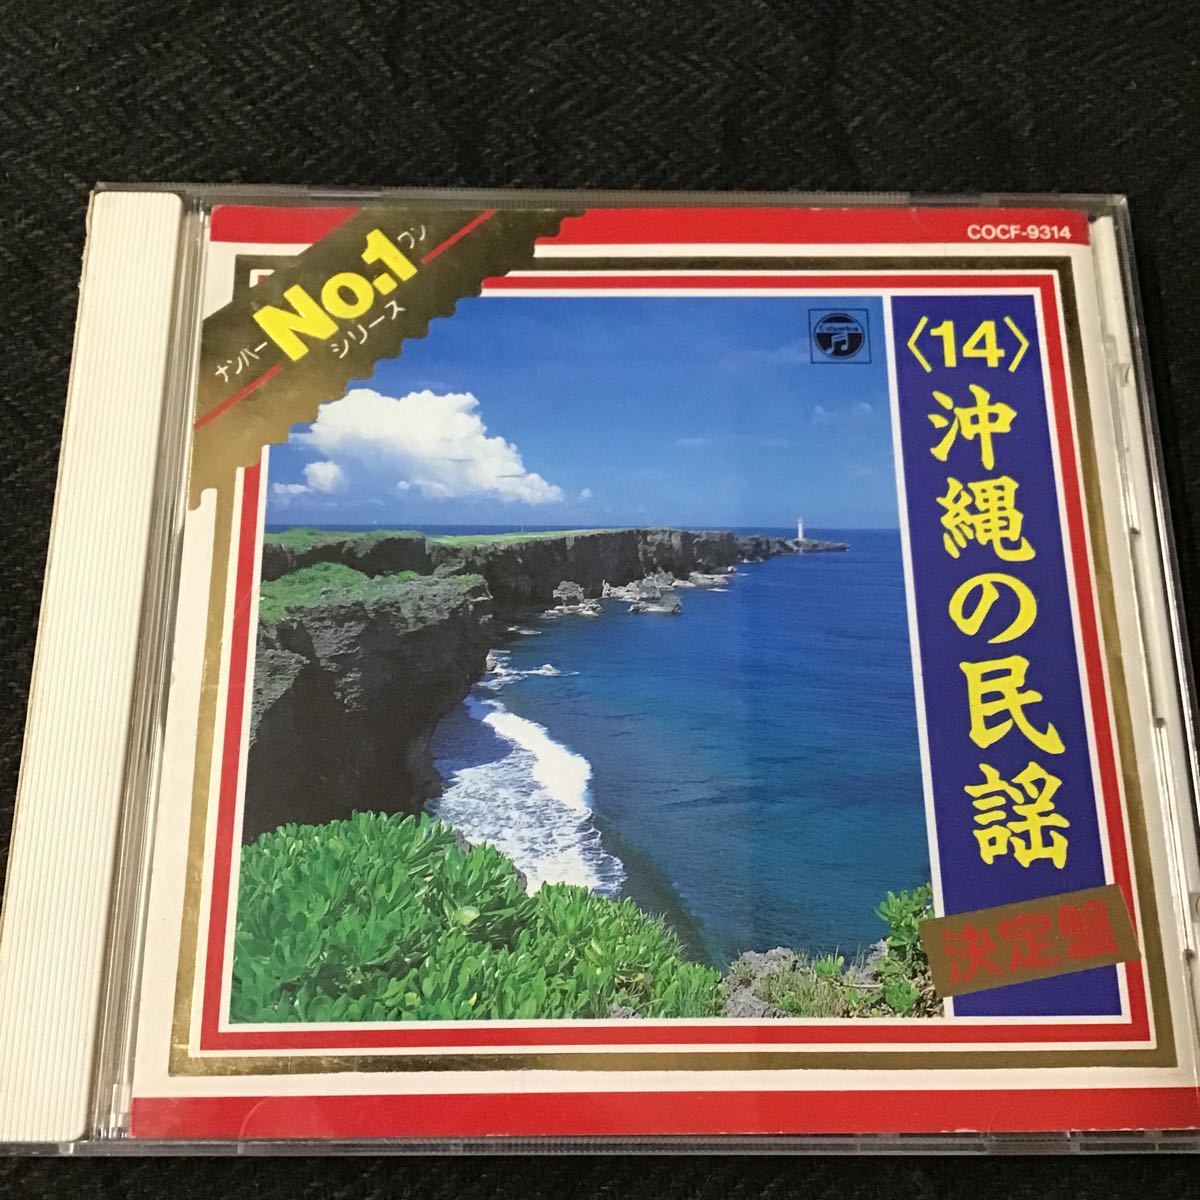 ナンバー No.1 ワン
シリーズ
COCF-9314
Columbia
〈14〉
沖縄の民謡
決定盤